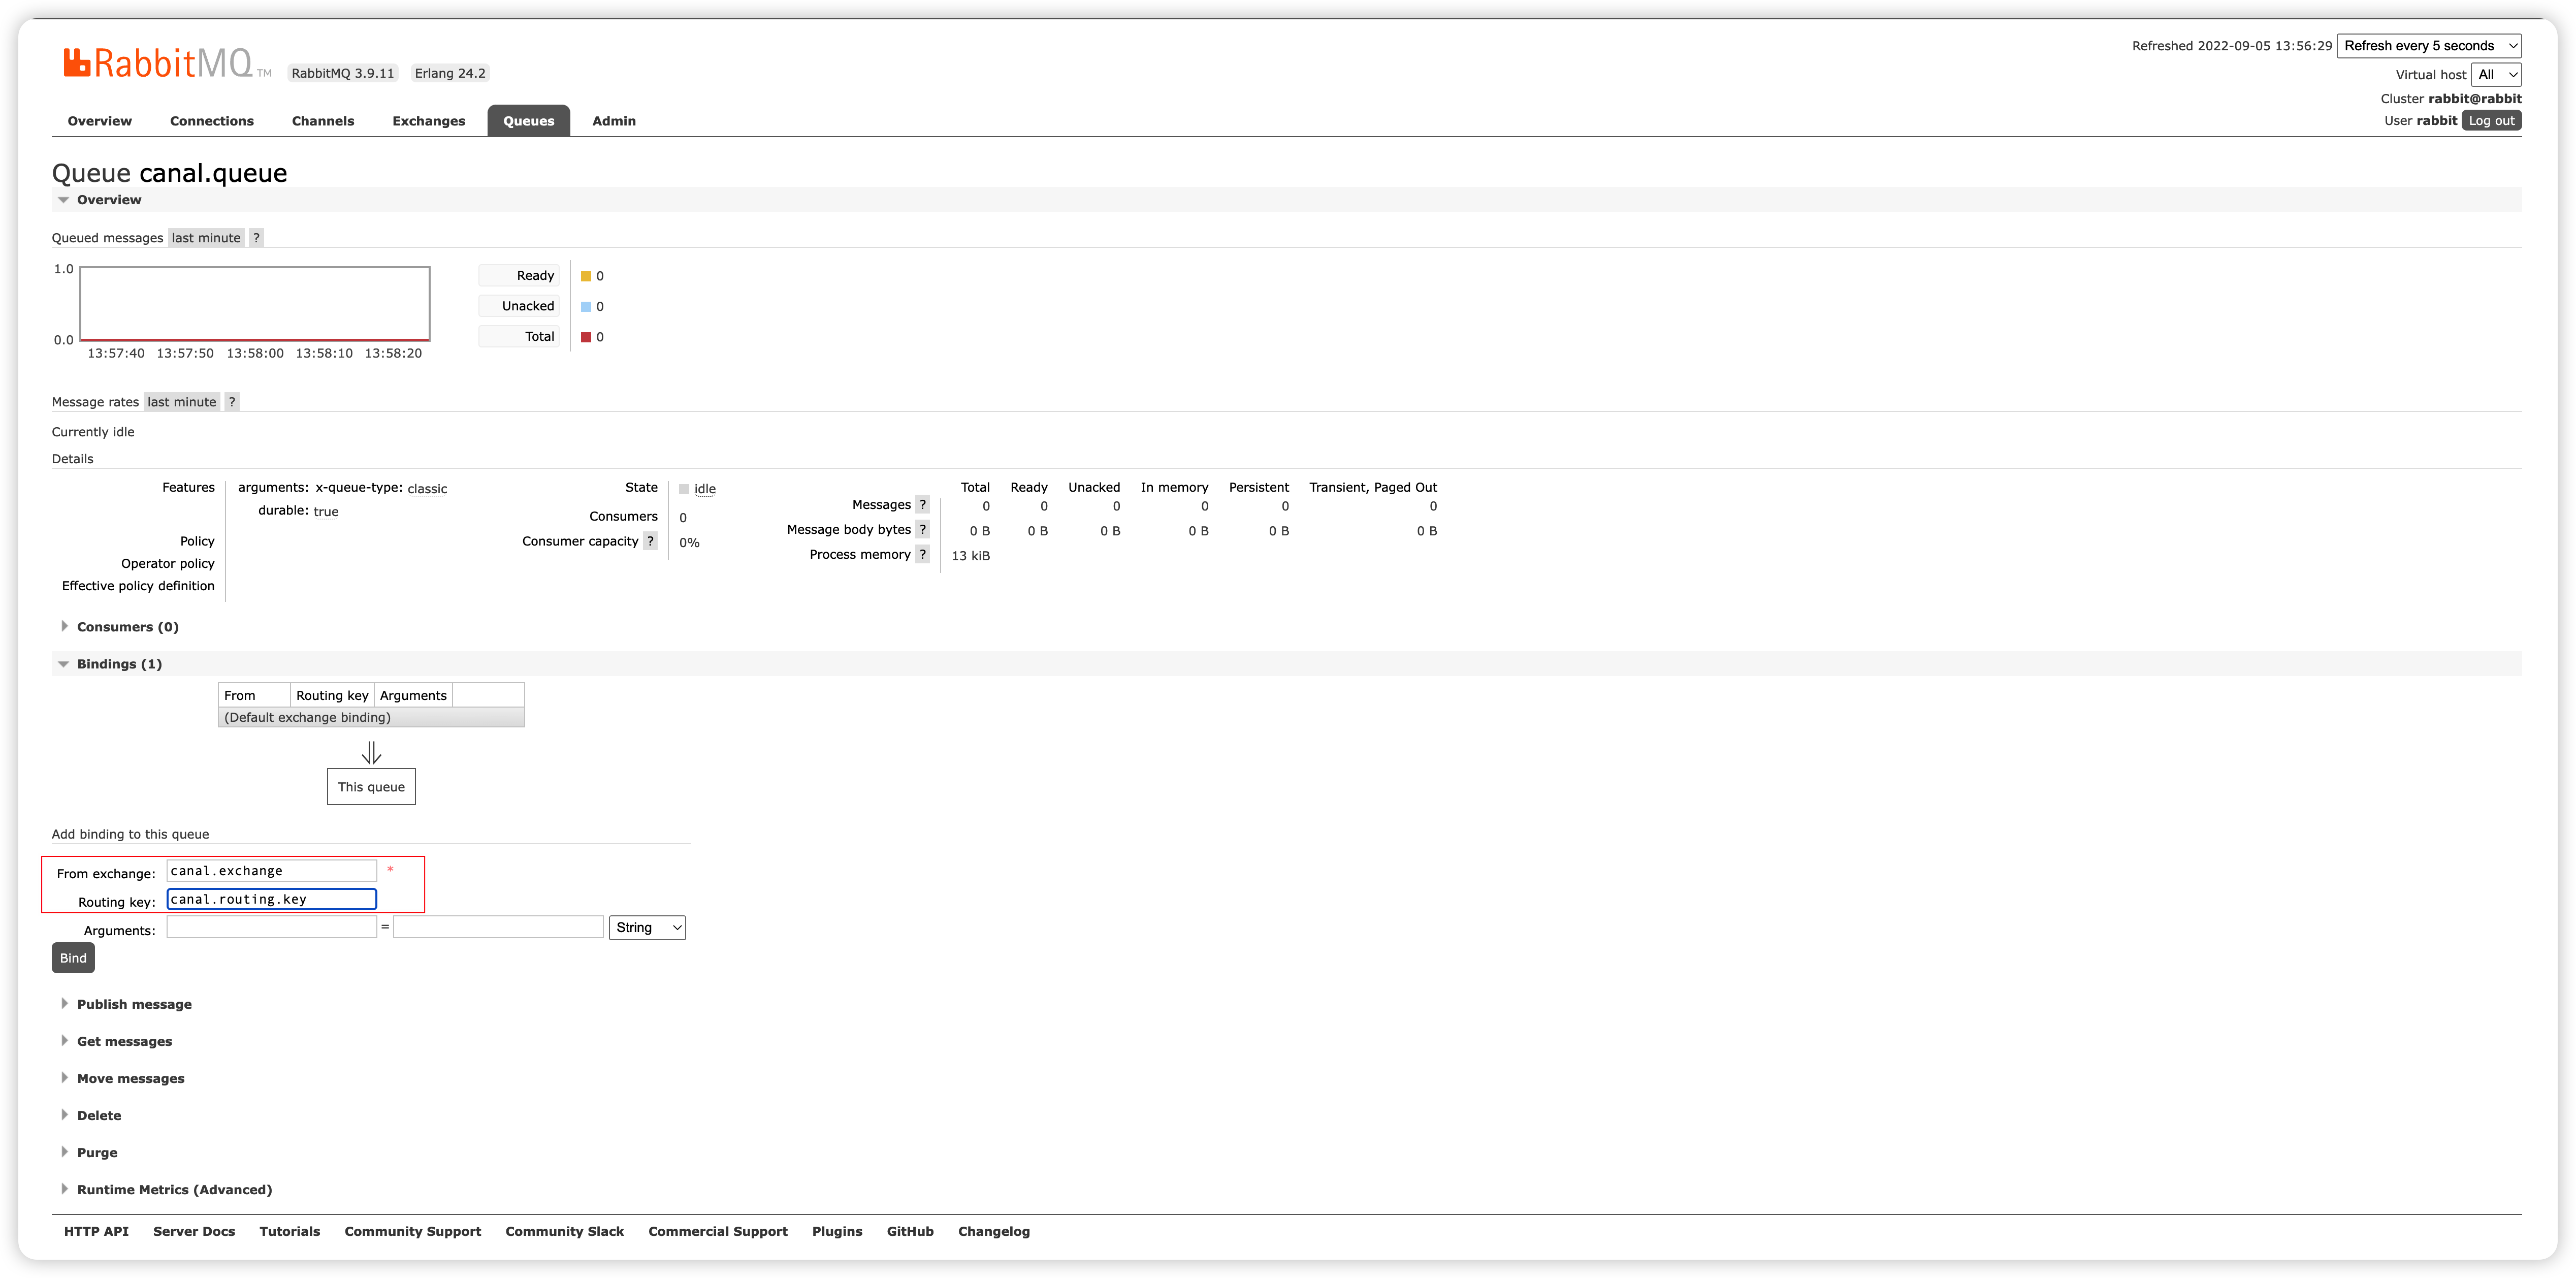 RabbitMQ TM RabbitMQ 3.9.11 Erlang 24.2
Refreshed 2022-09-05 13:56:29 Refresh every 5 seconds
Virtual host All
Cluster rabbit@rabbit
User rabbit Log out
Overview Connections Channels Exchanges Queues Admin
Queue canal.queue
Overview
Queued messages last minute ?
1.0
0.0
13:57:40 13:57:50 13:58:00 13:58:10 13:58:20
Ready 0
Unacked 0
Total 0
Message rates last minute ?
Currently idle
Details
Features arguments: x-queue-type: classic
durable: true
Policy
Operator policy
Effective policy definition
State idle
Consumers 0
Consumer capacity ? 0%
Total Ready Unacked In memory Persistent Transient, Paged Out
Messages ? 0 0 0 0 0 0
Message body bytes ? 0 B 0 B 0 B 0 B 0 B 0 B
Process memory ? 13 kiB
Consumers (0)
Bindings (1)
From Routing key Arguments
(Default exchange binding)
⇓
This queue
Add binding to this queue
From exchange: canal.exchange *
Routing key: canal.routing.key
Arguments: = String
Bind
Publish message
Get messages
Move messages
Delete
Purge
Runtime Metrics (Advanced)
HTTP API Server Docs Tutorials Community Support Community Slack Commercial Support Plugins GitHub Changelog